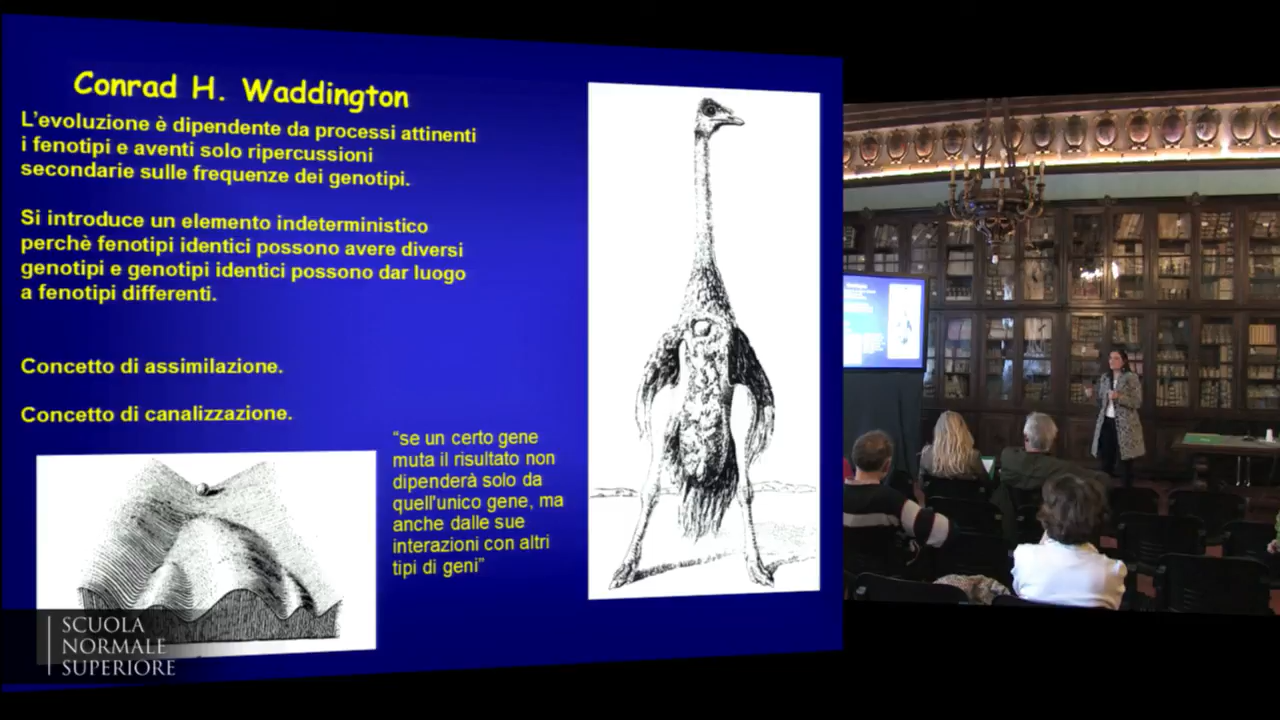 Conrad H. Waddington
L'evoluzione è dipendente da processi attinenti
i fenotipi e aventi solo ripercussioni
secondarie sulle frequenze dei genotipi.
Si introduce un elemento indeterministico
perchè fenotipi identici possono avere diversi
genotipi e genotipi identici possono dar luogo
a fenotipi differenti.
Concetto di assimilazione.
Concetto di canalizzazione.
“se un certo gene
muta il risultato non
dipenderà solo da
quell'unico gene, ma
anche dalle sue
interazioni con altri
tipi di geni”
SCUOLA
NORMALE
SUPERIORE